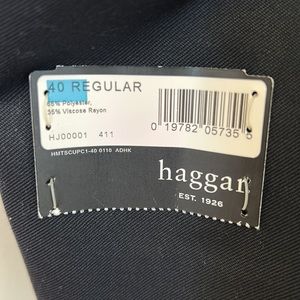 40 REGULAR
65% Polyester,
35% Viscose Rayon
HJ00001 411
0 19782 05735 5
HMTSCUPC1-40 0110 ADHK
haggar
EST. 1926